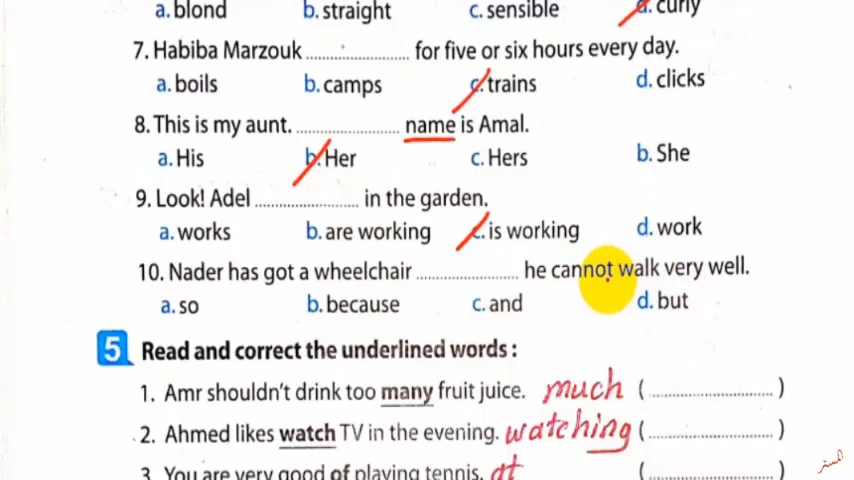 a. blond b. straight c. sensible d. curly
7. Habiba Marzouk ........................ for five or six hours every day.
a. boils b. camps c. trains d. clicks
8. This is my aunt. ........................ name is Amal.
a. His b. Her c. Hers b. She
9. Look! Adel ........................ in the garden.
a. works b. are working c. is working d. work
10. Nader has got a wheelchair ........................ he cannot walk very well.
a. so b. because c. and d. but
5 Read and correct the underlined words :
1. Amr shouldn't drink too many fruit juice. much (............................)
2. Ahmed likes watch TV in the evening. watching (............................)
3. You are very good of playing tennis. at (............................)